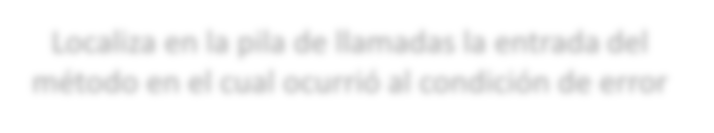 Localiza en la pila de llamadas la entrada del
método en el cual ocurrió al condición de error